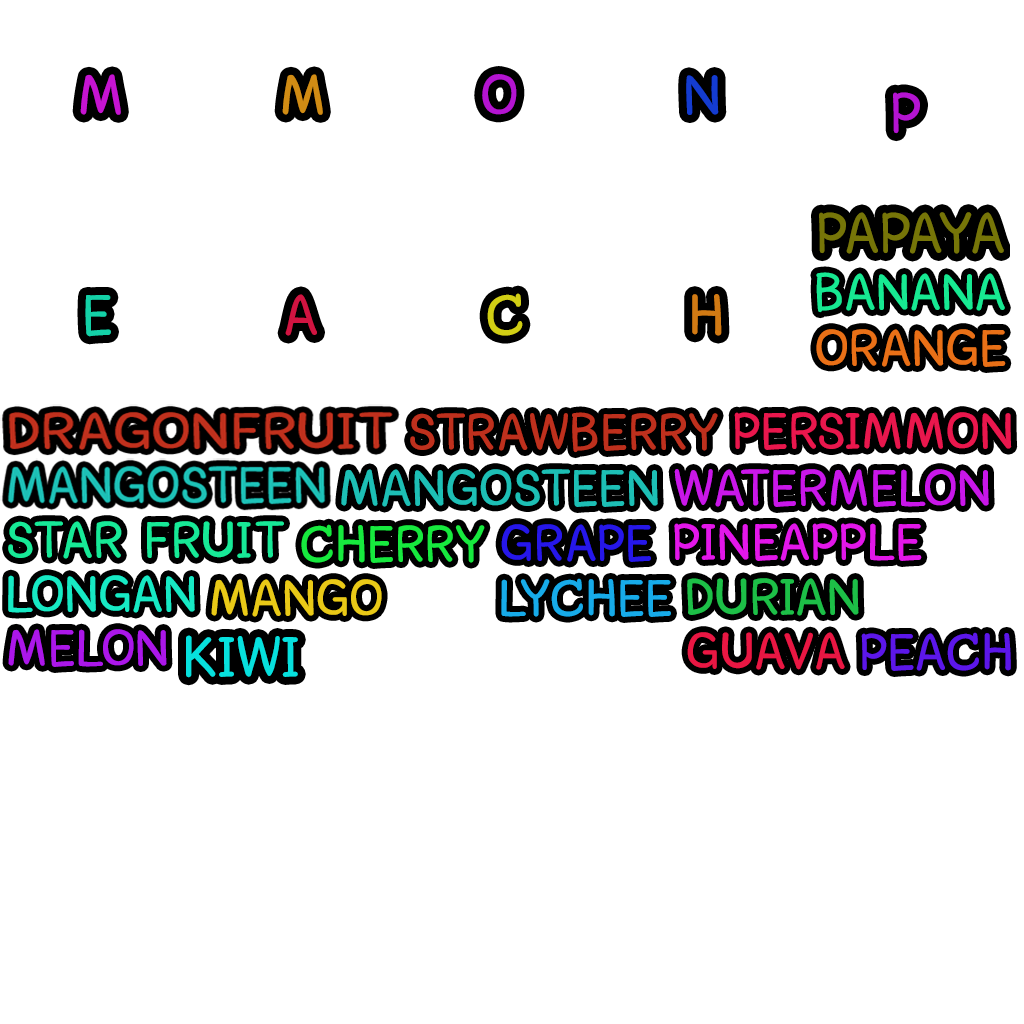 M M O N P
PAPAYA
BANANA
E A C H
ORANGE
DRAGONFRUIT STRAWBERRY PERSIMMON
MANGOSTEEN MANGOSTEEN WATERMELON
STAR FRUIT CHERRY GRAPE PINEAPPLE
LONGAN MANGO LYCHEE DURIAN
MELON KIWI GUAVA PEACH